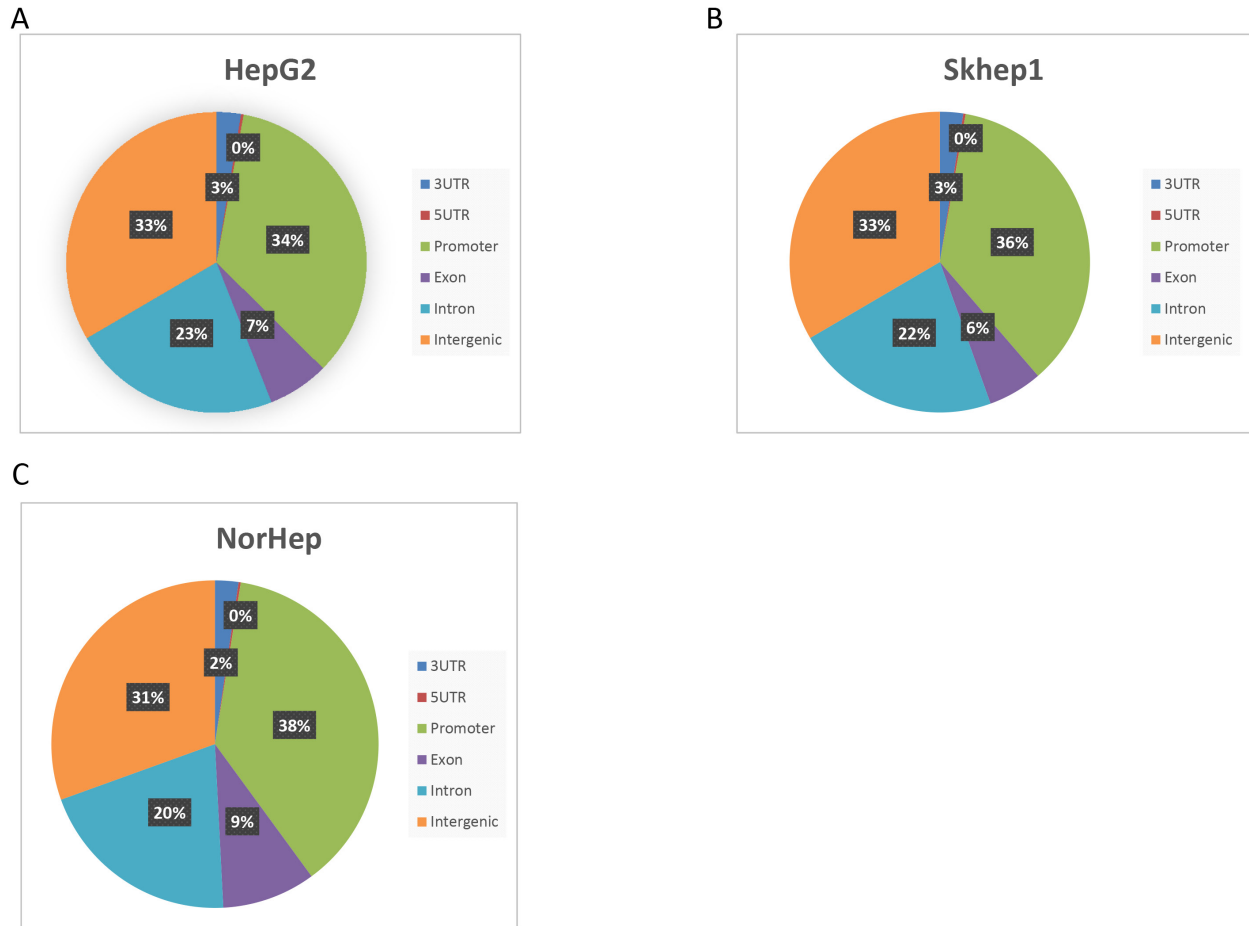 A
HepG2
0%
3%
33%
34%
23%
7%
3UTR
5UTR
Promoter
Exon
Intron
Intergenic
B
Skhep1
0%
3%
33%
36%
22%
6%
3UTR
5UTR
Promoter
Exon
Intron
Intergenic
C
NorHep
0%
2%
31%
38%
20%
9%
3UTR
5UTR
Promoter
Exon
Intron
Intergenic